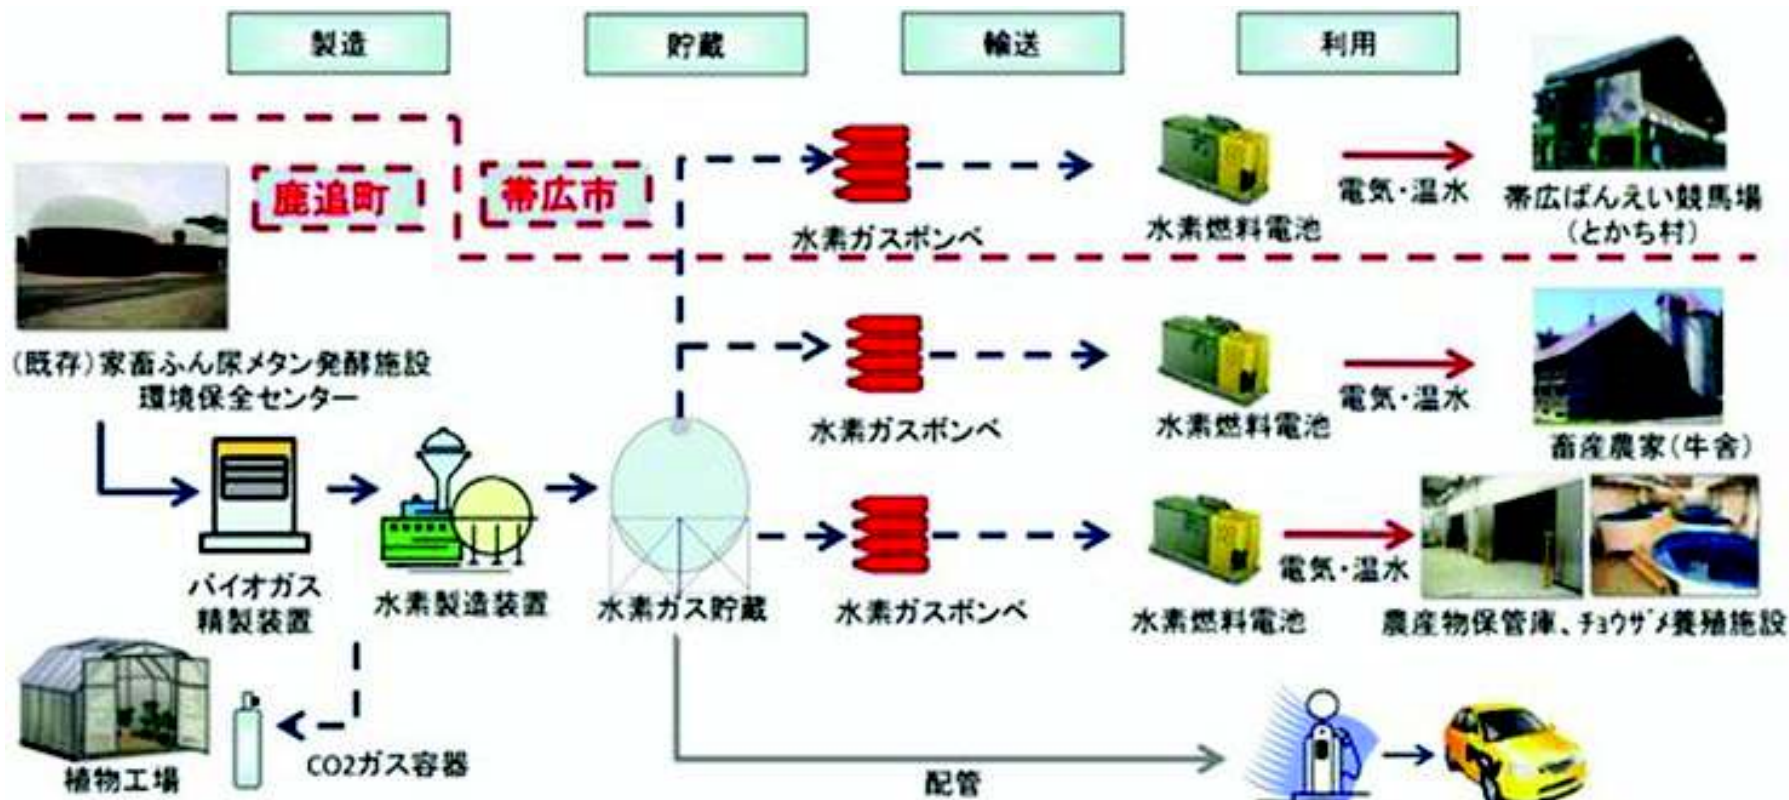 製造
貯蔵
輸送
利用
鹿追町
帯広市
水素ガスボンベ
水素燃料電池
電気・温水
帯広ばんえい競馬場
(とかち村)
(既存)家畜ふん尿メタン発酵施設
環境保全センター
水素ガスボンベ
水素燃料電池
電気・温水
畜産農家(牛舎)
バイオガス
精製装置
水素製造装置
水素ガス貯蔵
水素ガスボンベ
水素燃料電池
電気・温水
農産物保管庫、チョウザメ養殖施設
植物工場
CO2ガス容器
配管